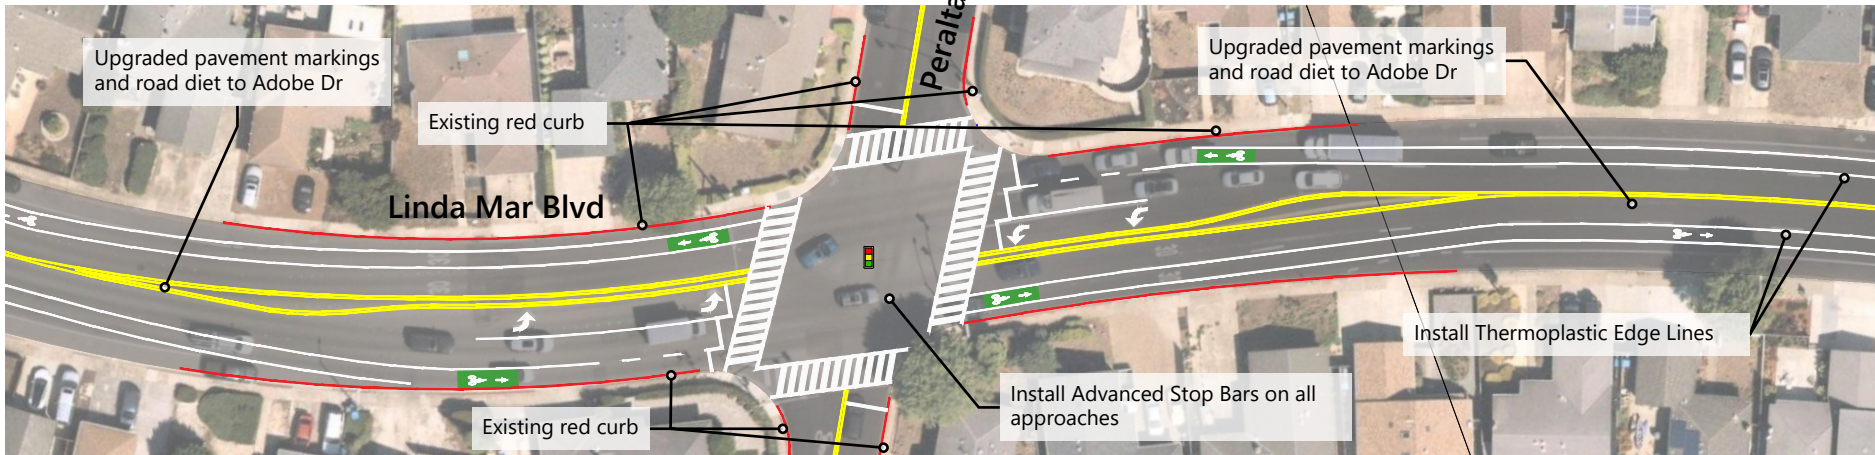 Peralta
Upgraded pavement markings
and road diet to Adobe Dr
Upgraded pavement markings
and road diet to Adobe Dr
Existing red curb
Linda Mar Blvd
Install Thermoplastic Edge Lines
Install Advanced Stop Bars on all
approaches
Existing red curb